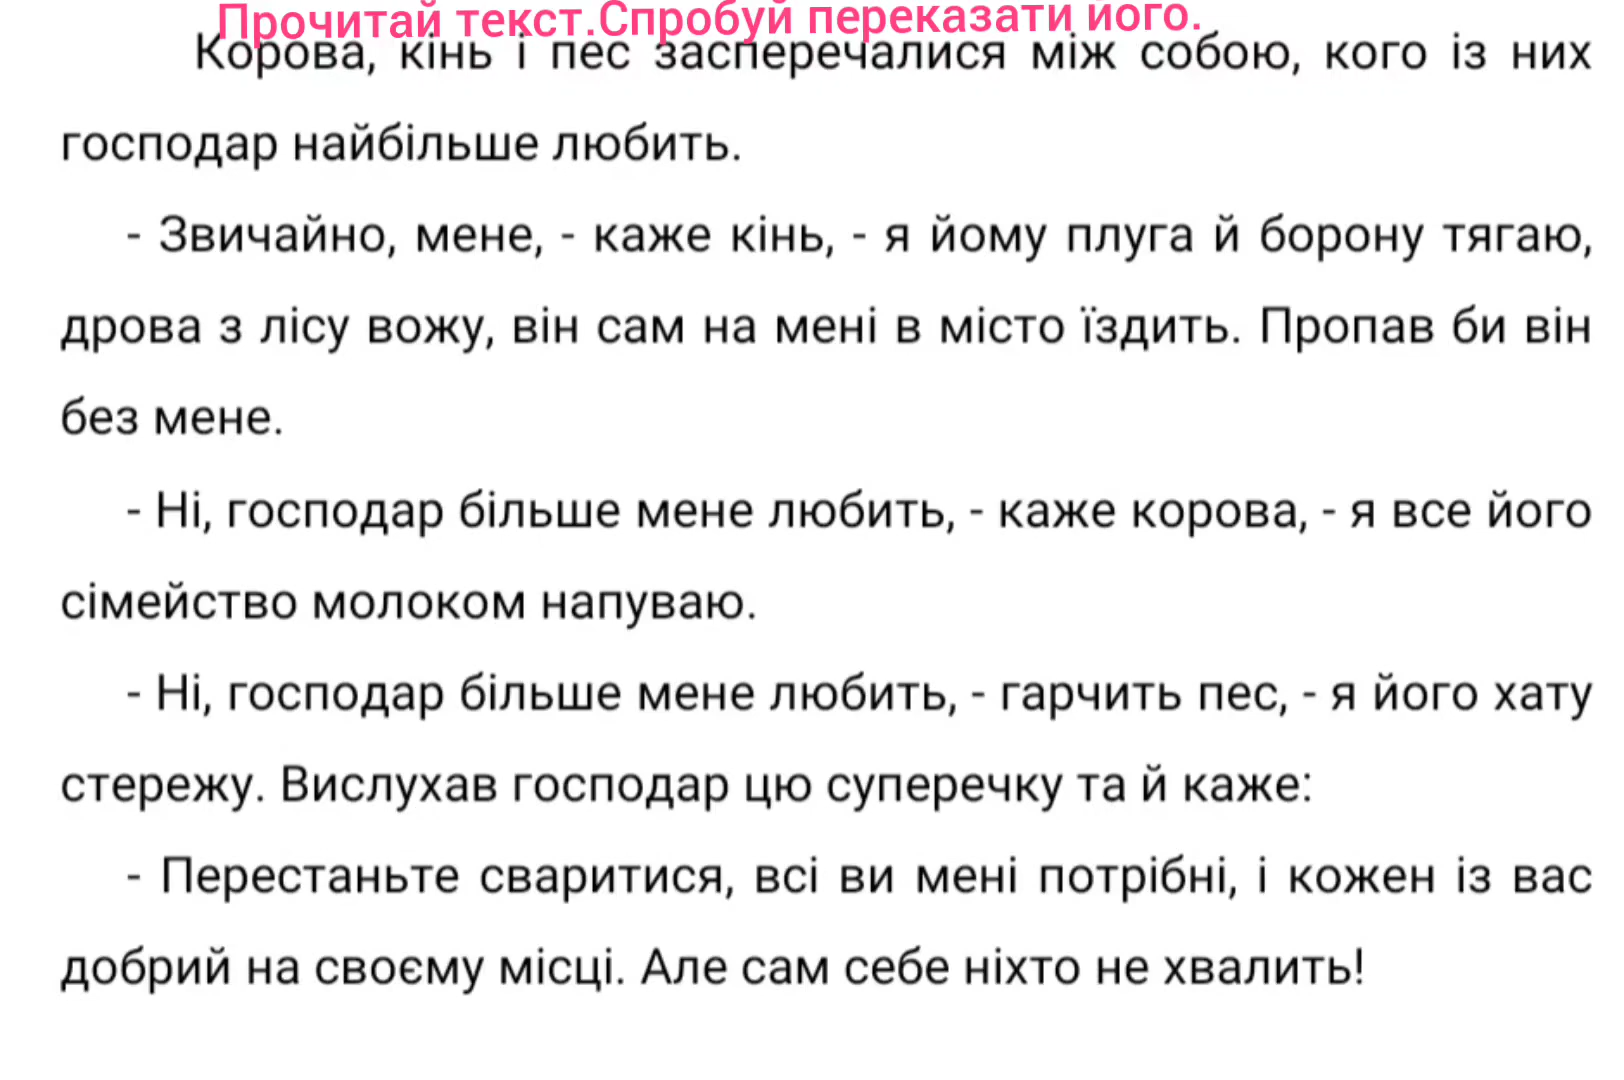 Прочитай текст.Спробуй переказати його.
Корова, кінь і пес засперечалися між собою, кого із них
господар найбільше любить.
- Звичайно, мене, - каже кінь, - я йому плуга й борону тягаю,
дрова з лісу вожу, він сам на мені в місто їздить. Пропав би він
без мене.
- Ні, господар більше мене любить, - каже корова, - я все його
сімейство молоком напуваю.
- Ні, господар більше мене любить, - гарчить пес, - я його хату
стережу. Вислухав господар цю суперечку та й каже:
- Перестаньте сваритися, всі ви мені потрібні, і кожен із вас
добрий на своєму місці. Але сам себе ніхто не хвалить!